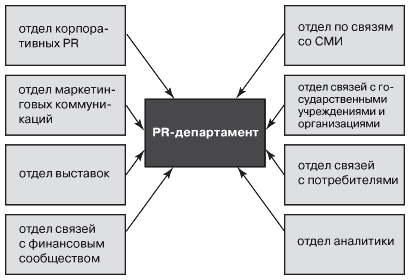 отдел корпора-
тивных PR
отдел маркетин-
говых коммуни-
каций
отдел выставок
отдел связей
с финансовым
сообществом
PR-департамент
отдел по связям
со СМИ
отдел связей с го-
сударственными
учреждениями и
организациями
отдел связей
с потребителями
отдел аналитики